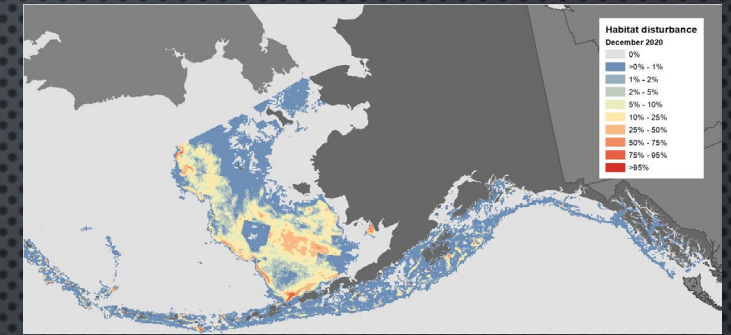 Habitat disturbance
December 2020
0%
>0% - 1%
1% - 2%
2% - 5%
5% - 10%
10% - 25%
25% - 50%
50% - 75%
75% - 95%
>95%